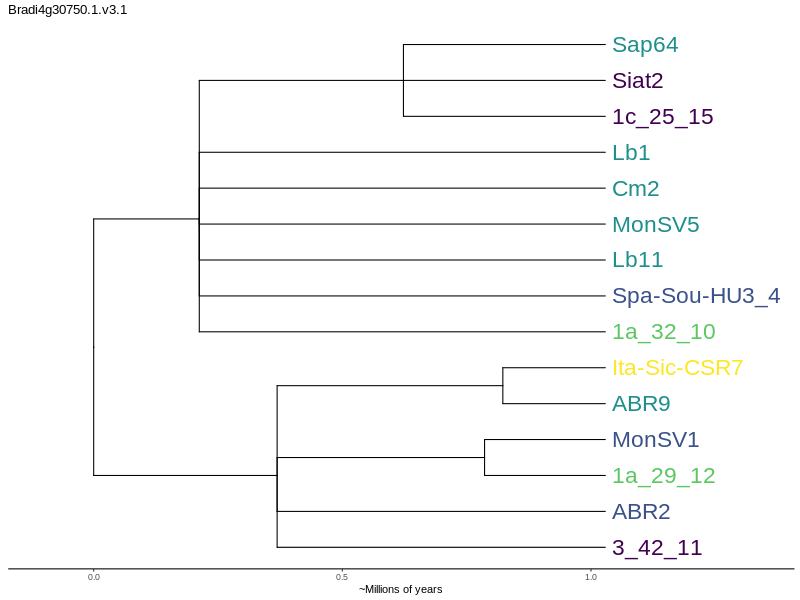 Bradi4g30750.1.v3.1
Sap64
Siat2
1c_25_15
Lb1
Cm2
MonSV5
Lb11
Spa-Sou-HU3_4
1a_32_10
Ita-Sic-CSR7
ABR9
MonSV1
1a_29_12
ABR2
3_42_11
0.0 0.5 1.0
~Millions of years